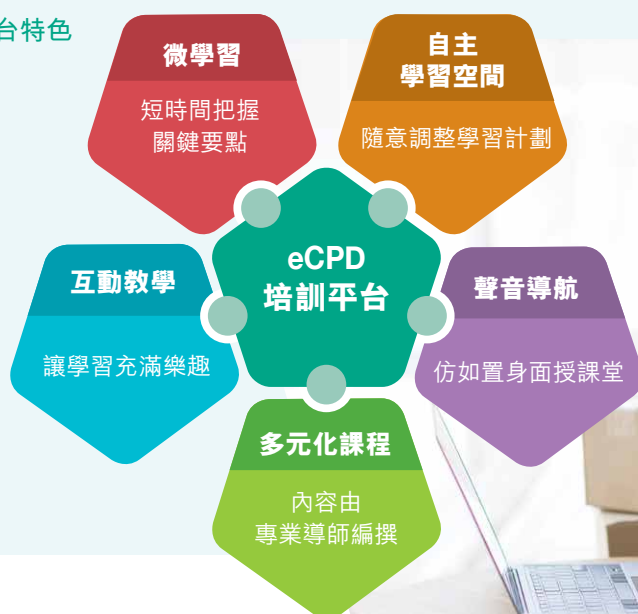 台特色
微學習
短時間把握
關鍵要點
自主
學習空間
隨意調整學習計劃
eCPD
培訓平台
互動教學
讓學習充滿樂趣
聲音導航
仿如置身面授課堂
多元化課程
內容由
專業導師編撰